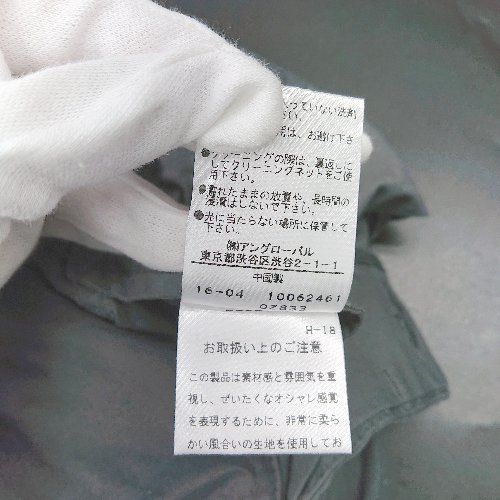 っていない洗剤
さい。
は、お避け下さ
●クリーニングの際は、裏返しに
してクリーニングネットをご使
用下さい。
●濡れたままの放置や、長時間の
浸漬はしないで下さい。
●光に当たらない場所に保管して
下さい。
㈱アングローバル
東京都渋谷区渋谷2-1-1
中国製
16-04 10062461
H-18
お取扱い上のご注意
この製品は素材感と雰囲気を重
視し、ぜいたくなオシャレ感覚
を表現するために、非常に柔ら
かい風合いの生地を使用してお